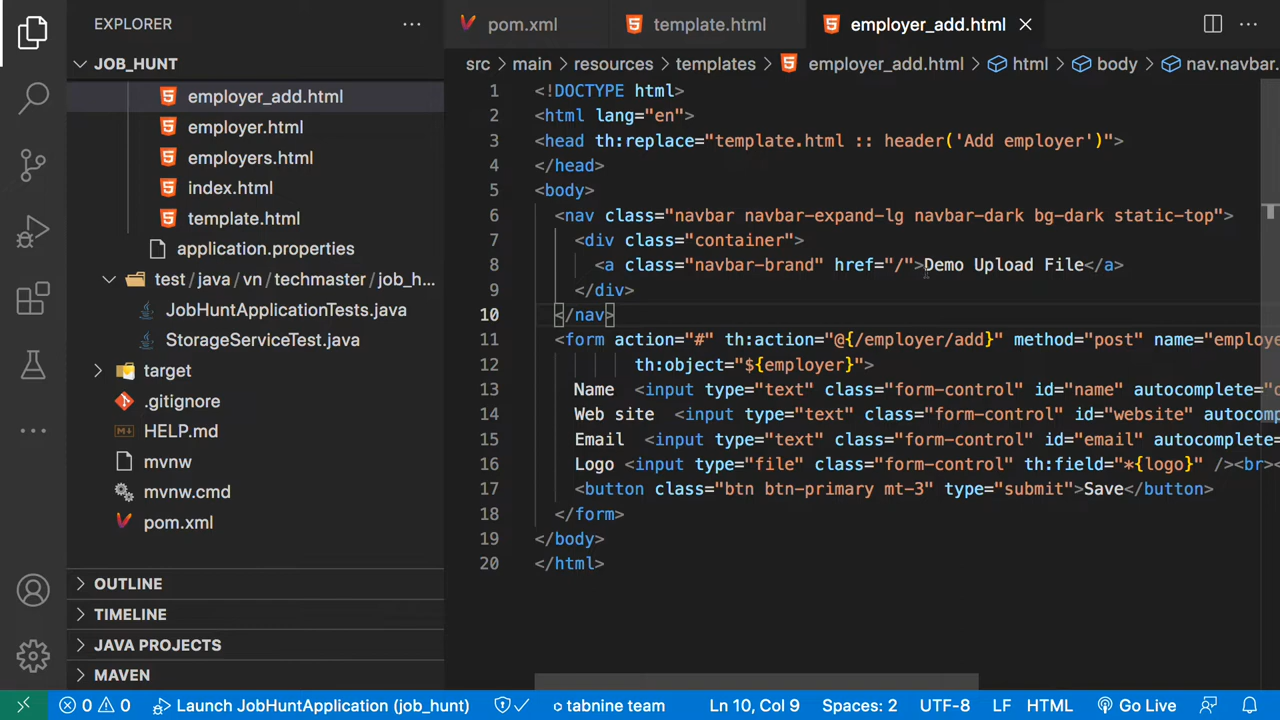 EXPLORER
JOB_HUNT
employer_add.html
employer.html
employers.html
index.html
template.html
application.properties
test/java/vn/techmaster/job_h...
JobHuntApplicationTests.java
StorageServiceTest.java
target
.gitignore
HELP.md
mvnw
mvnw.cmd
pom.xml
OUTLINE
TIMELINE
JAVA PROJECTS
MAVEN
pom.xml
template.html
employer_add.html
src > main > resources > templates > employer_add.html > html > body > nav.navbar.
1 <!DOCTYPE html>
2 <html lang="en">
3 <head th:replace="template.html :: header('Add employer')">
4 </head>
5 <body>
6 <nav class="navbar navbar-expand-lg navbar-dark bg-dark static-top">
7 <div class="container">
8 <a class="navbar-brand" href="/">Demo Upload File</a>
9 </div>
10 </nav>
11 <form action="#" th:action="@{/employer/add}" method="post" name="employe
12 th:object="${employer}">
13 Name <input type="text" class="form-control" id="name" autocomplete="o
14 Web site <input type="text" class="form-control" id="website" autocomp
15 Email <input type="text" class="form-control" id="email" autocomplete=
16 Logo <input type="file" class="form-control" th:field="*{logo}" /><br>
17 <button class="btn btn-primary mt-3" type="submit">Save</button>
18 </form>
19 </body>
20 </html>
0 0 Launch JobHuntApplication (job_hunt) tabnine team Ln 10, Col 9 Spaces: 2 UTF-8 LF HTML Go Live